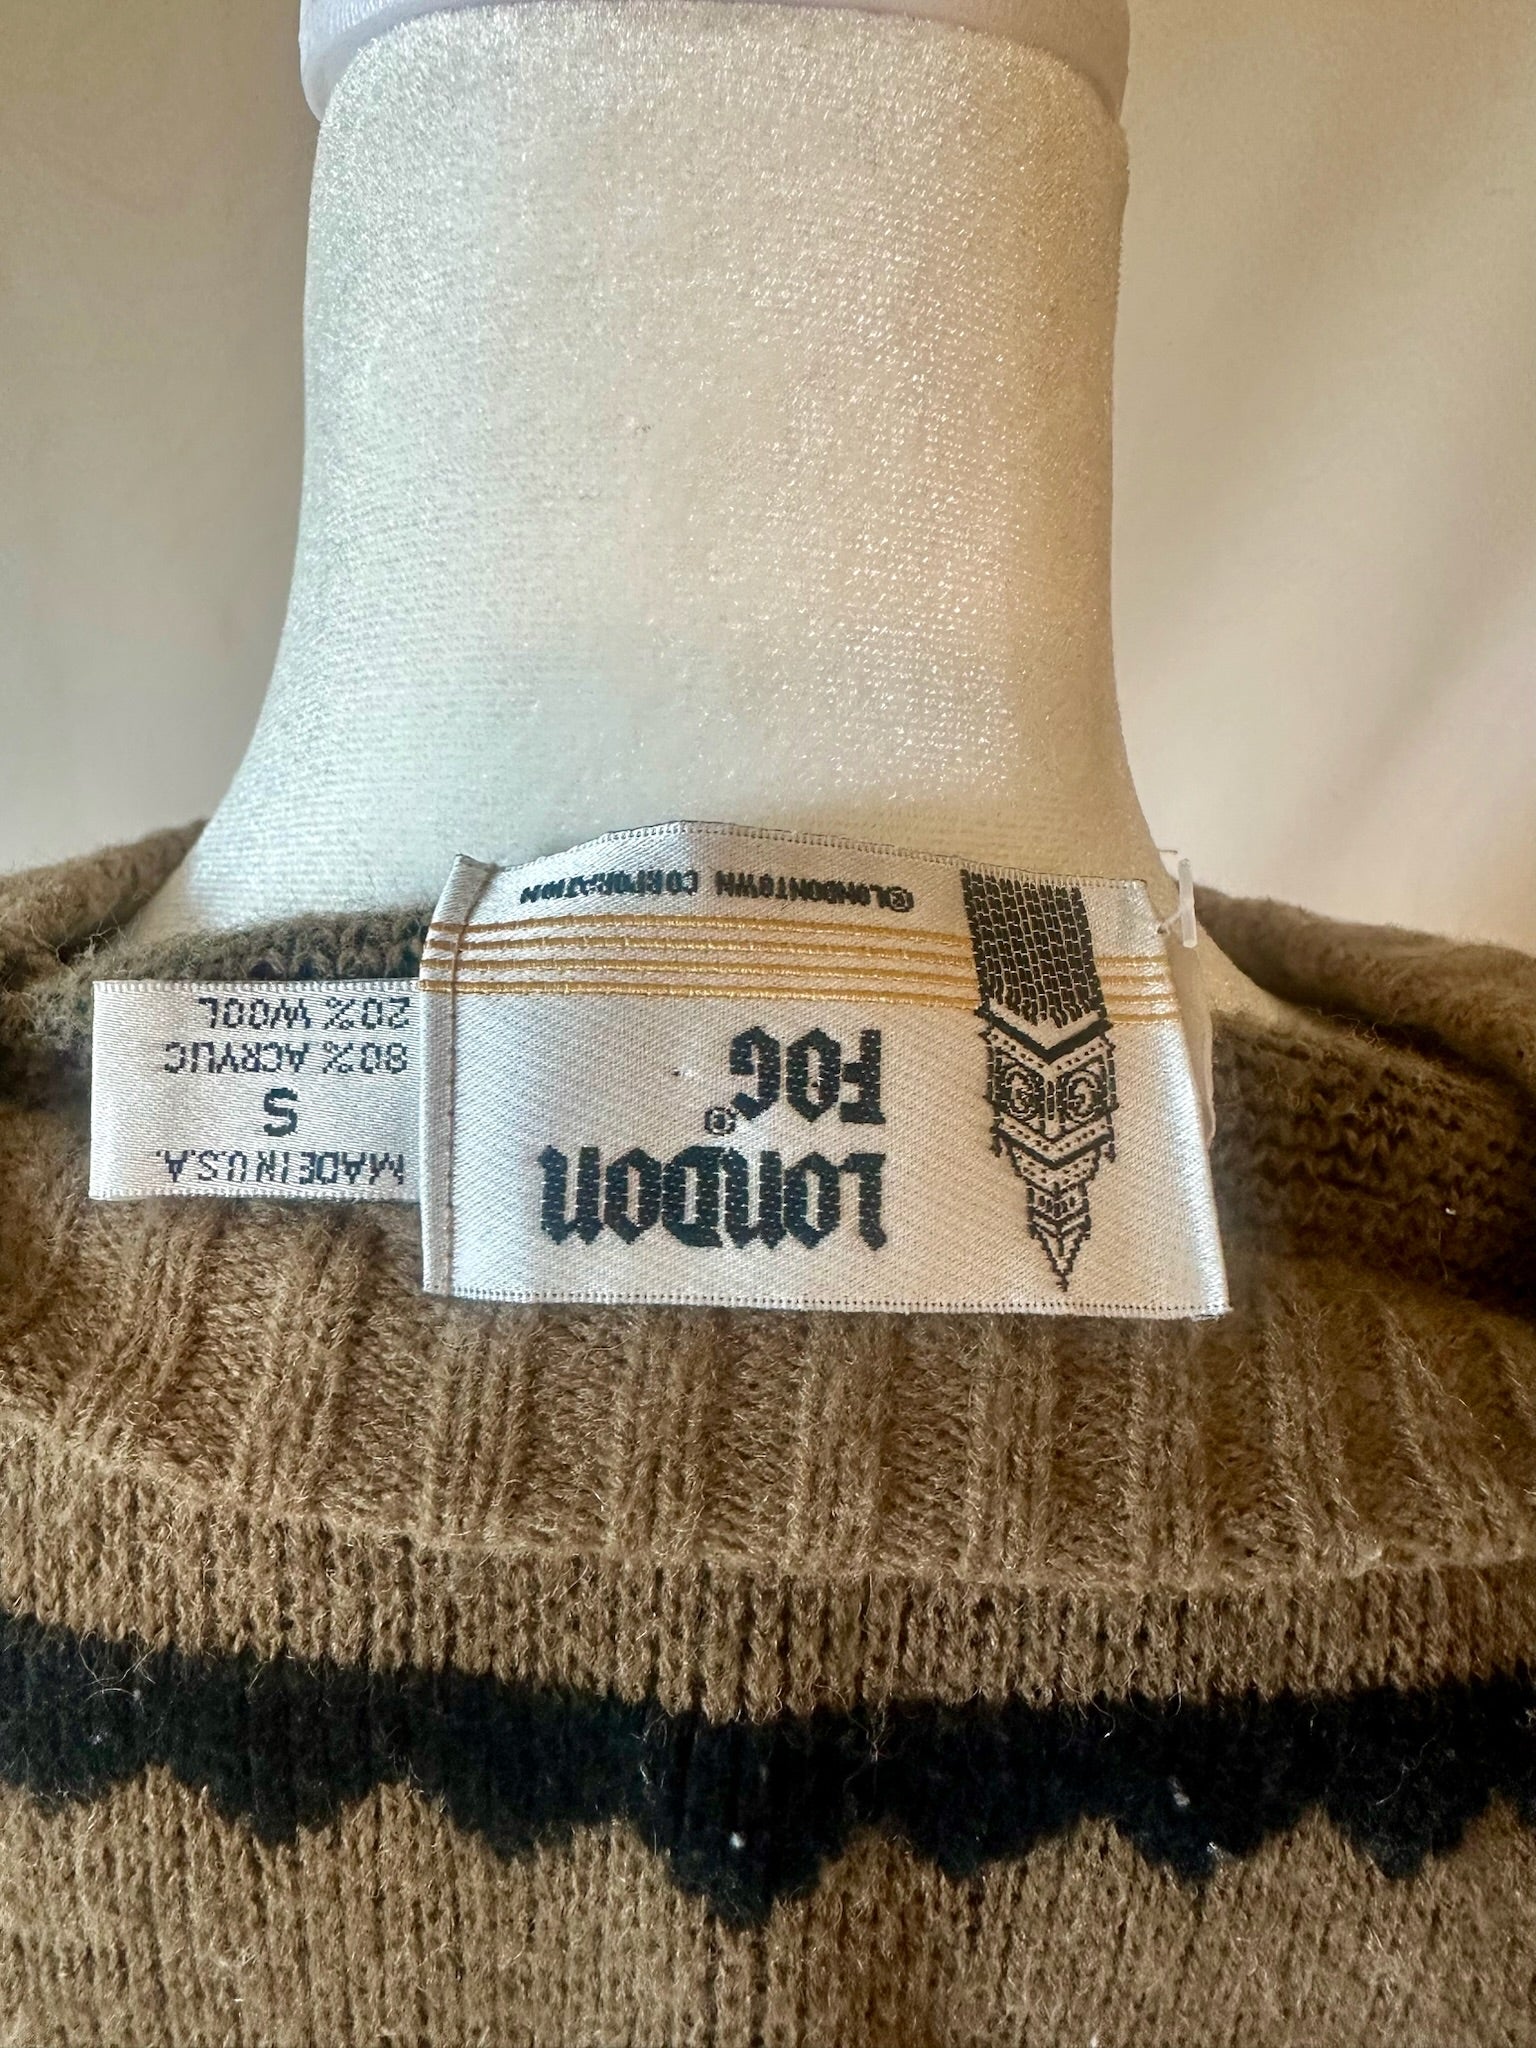 LONDON
FOG®
©LONDONTOWN CORPORATION
MADE IN U.S.A.
S
80% ACRYLIC
20% WOOL